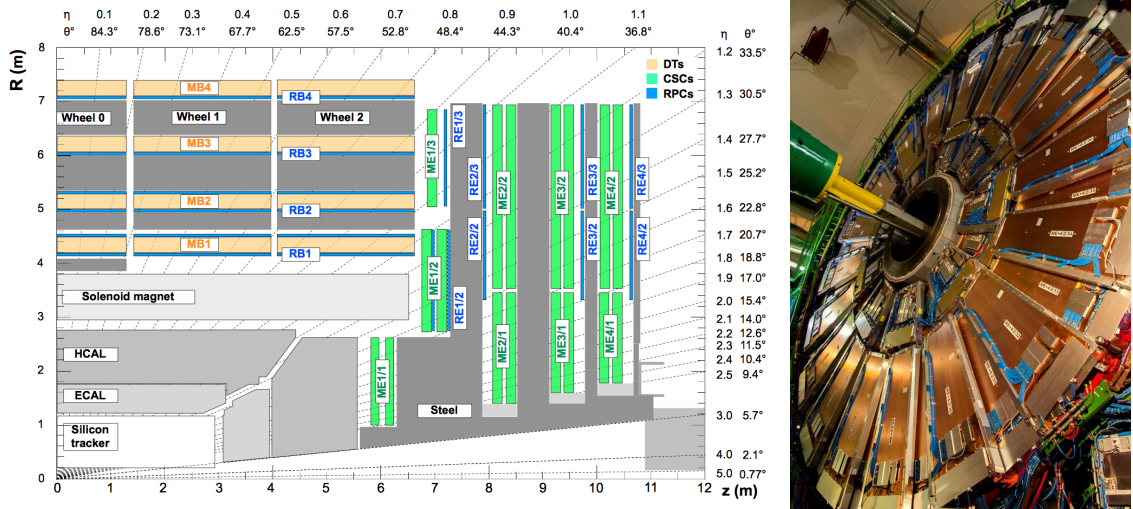 η 0.1 0.2 0.3 0.4 0.5 0.6 0.7 0.8 0.9 1.0 1.1 η θ°
θ° 84.3° 78.6° 73.1° 67.7° 62.5° 57.5° 52.8° 48.4° 44.3° 40.4° 36.8°
R (m)
8
7
6
5
4
3
2
1
0
1.2 33.5°
1.3 30.5°
1.4 27.7°
1.5 25.2°
1.6 22.8°
1.7 20.7°
1.8 18.8°
1.9 17.0°
2.0 15.4°
2.1 14.0°
2.2 12.6°
2.3 11.5°
2.4 10.4°
2.5 9.4°
3.0 5.7°
4.0 2.1°
5.0 0.77°
DTs
CSCs
RPCs
MB4
RB4
Wheel 0 Wheel 1 Wheel 2
MB3
RB3
MB2
RB2
MB1
RB1
Solenoid magnet
HCAL
ECAL
Silicon
tracker
Steel
ME1/3
RE1/3
RE2/3
ME2/2
ME3/2
RE3/3
ME4/2
RE4/3
RE2/2
RE3/2
RE4/2
ME1/2
RE1/2
ME1/1
ME2/1
ME3/1
ME4/1
0 1 2 3 4 5 6 7 8 9 10 11 12
z (m)